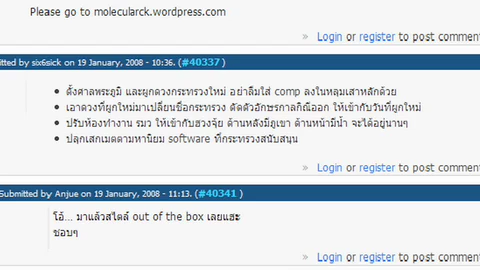 Please go to molecularck.wordpress.com
» Login or register to post commen
itted by six6sick on 19 January, 2008 - 10:36. (#40337)
• ตั้งศาลพระภูมิ และผูกดวงกระทรวงใหม่ อย่าลืมใส่ comp ลงในหลุมเสาหลักด้วย
• เอาดวงที่ผูกใหม่มาเปลี่ยนชื่อกระทรวง ตัดตัวอักษรกาลกิณีออก ให้เข้ากับวันที่ผูกใหม่
• ปรับห้องทำงาน รมว ให้เข้ากับฮวงจุ้ย ด้านหลังมีภูเขา ด้านหน้ามีน้ำ จะได้อยู่นานๆ
• ปลุกเสกเมตตามหานิยม software ที่กระทรวงสนับสนุน
» Login or register to post commen
Submitted by Anjue on 19 January, 2008 - 11:13. (#40341)
โอ้... มาแล้วสไตล์ out of the box เลยแฮะ
ชอบๆ
» Login or register to post commen